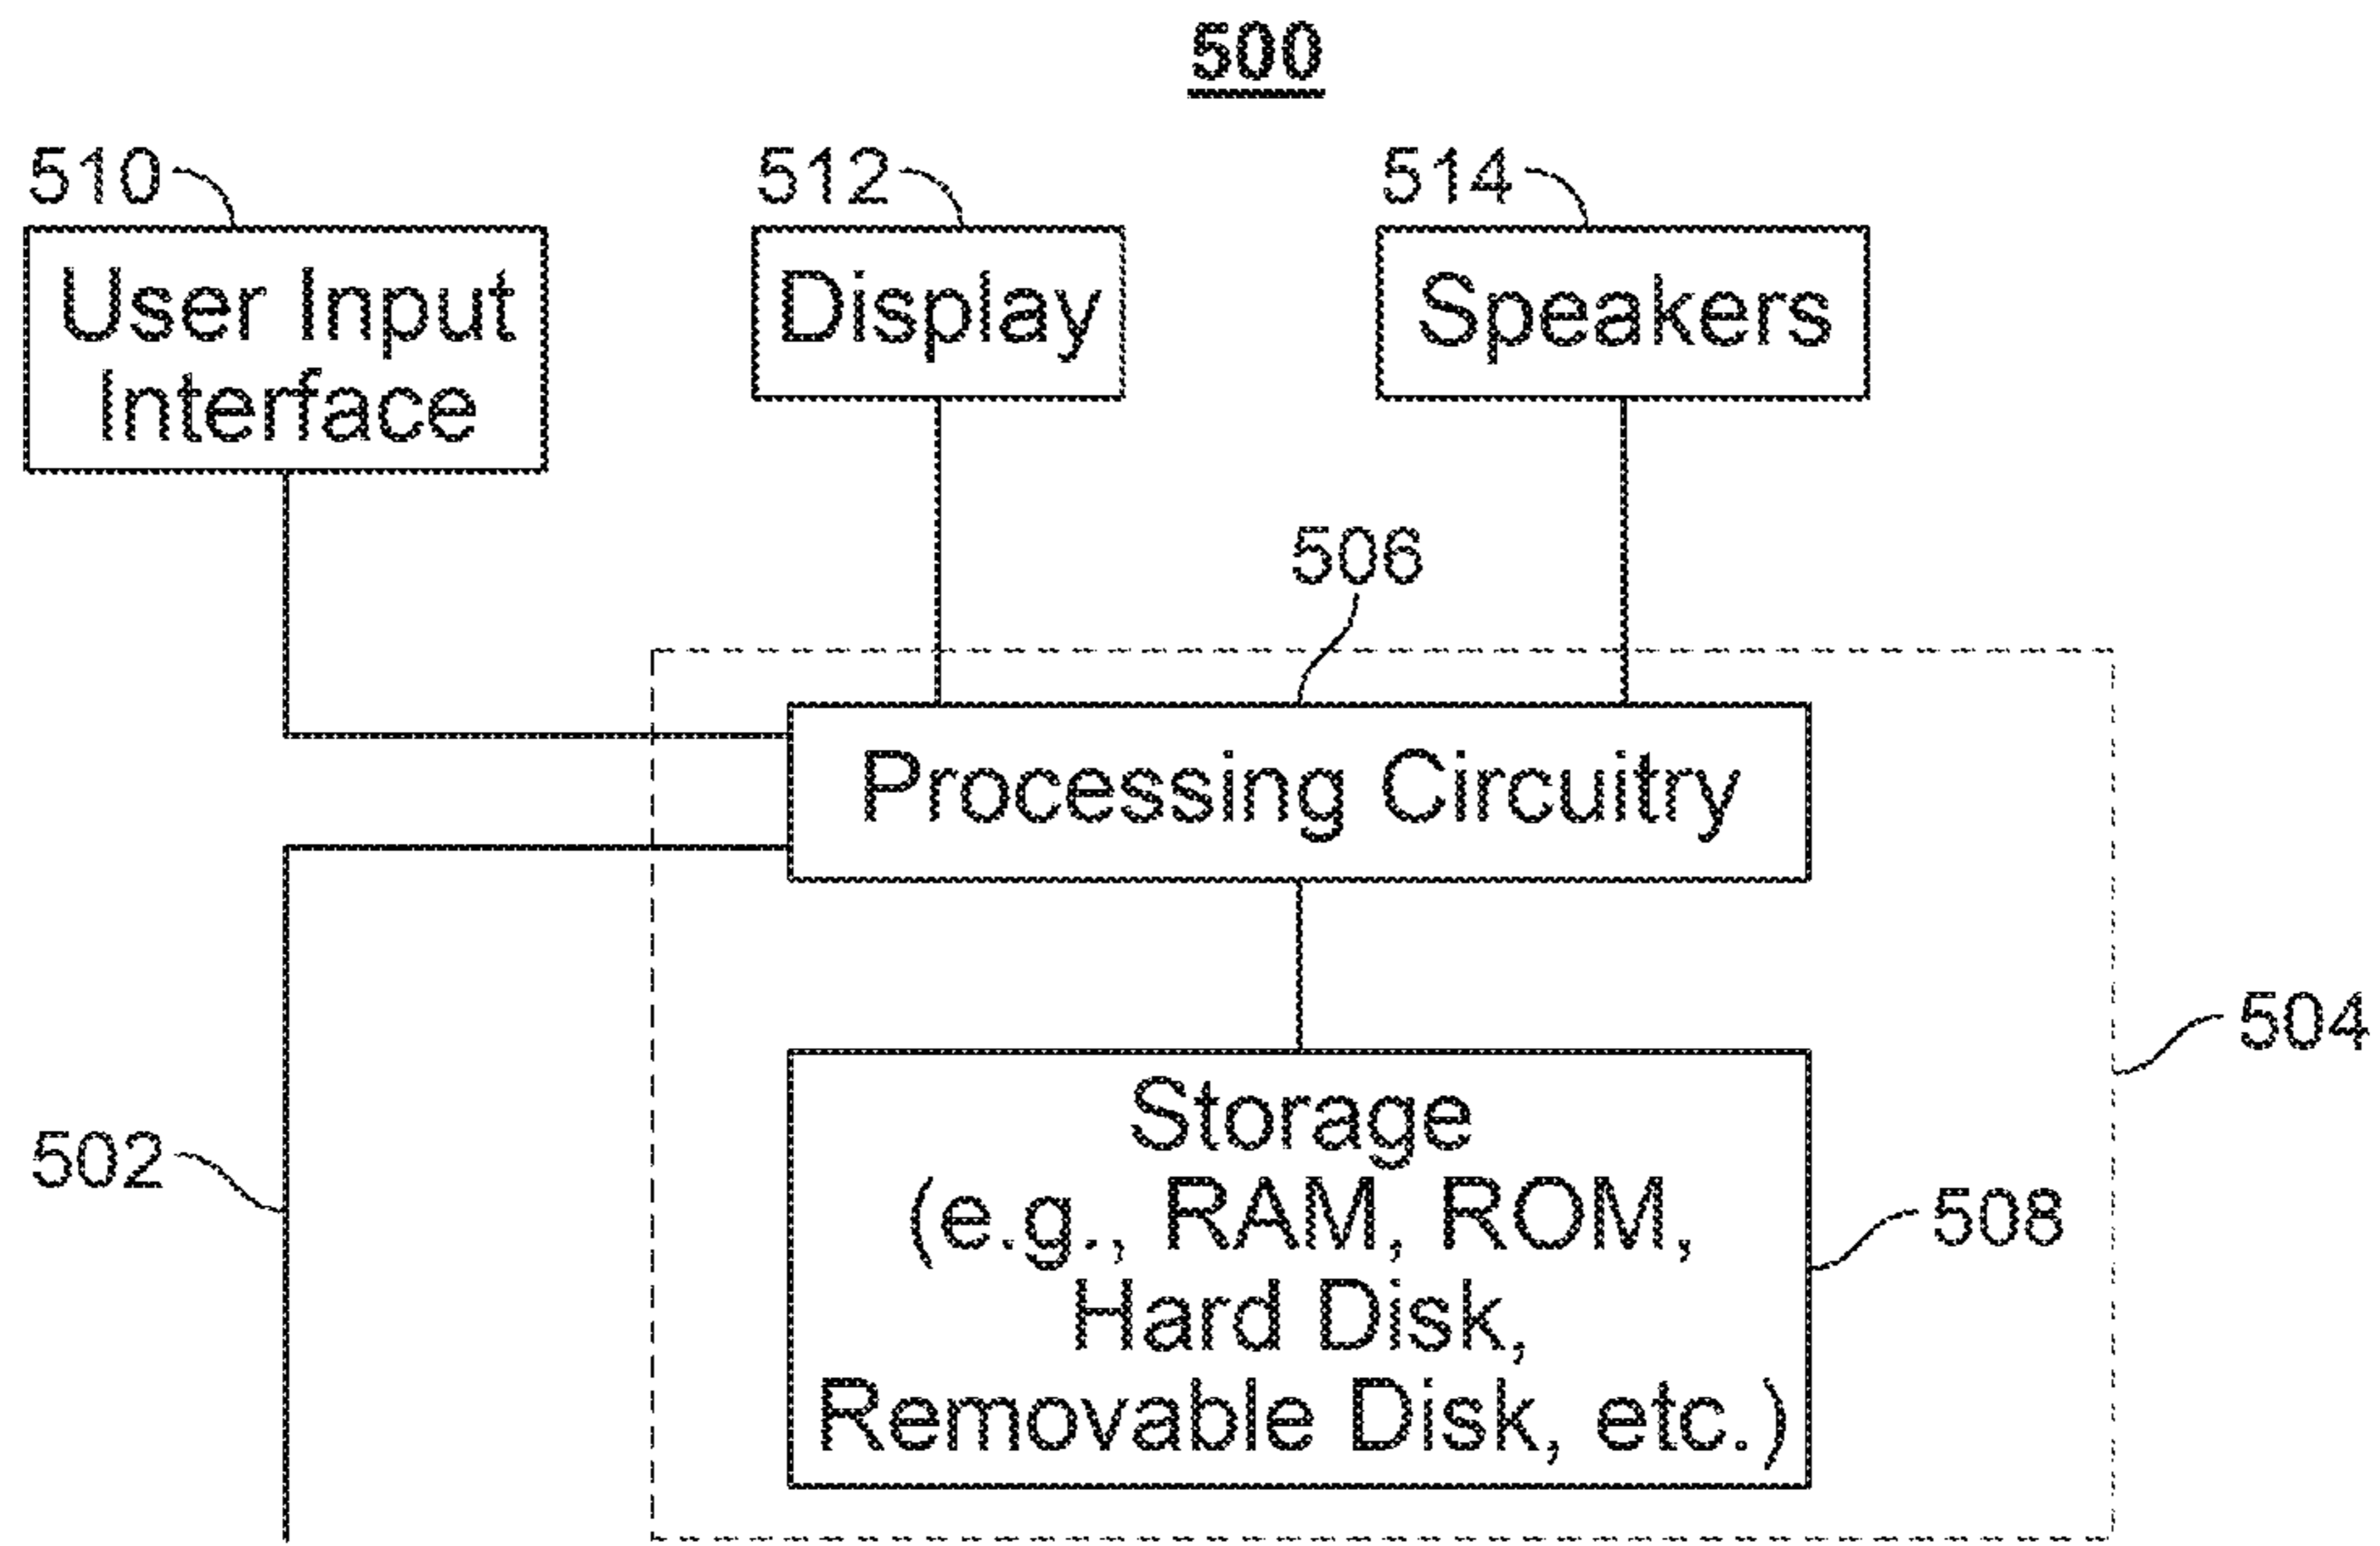 500
510
512
514
User Input
Interface
Display
Speakers
506
Processing Circuitry
504
502
Storage
(e.g., RAM, ROM,
Hard Disk,
Removable Disk, etc.)
508